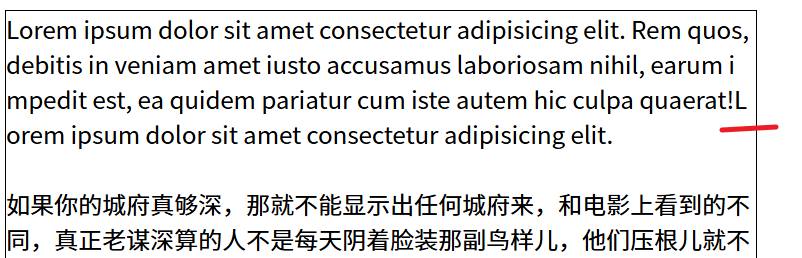 Lorem ipsum dolor sit amet consectetur adipisicing elit. Rem quos,
debitis in veniam amet iusto accusamus laboriosam nihil, earum i
mpedit est, ea quidem pariatur cum iste autem hic culpa quaerat!L
orem ipsum dolor sit amet consectetur adipisicing elit.
如果你的城府真够深，那就不能显示出任何城府来，和电影上看到的不
同，真正老谋深算的人不是每天阴着脸装那副鸟样儿，他们压根儿就不